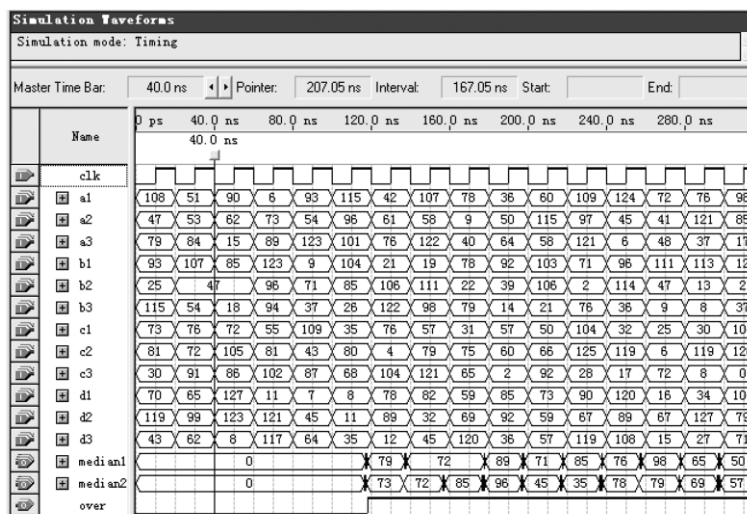 Simulation Waveforms
Simulation mode: Timing
Master Time Bar: 40.0 ns Pointer: 207.05 ns Interval: 167.05 ns Start: End:
Name 0 ps 40.0 ns 80.0 ns 120.0 ns 160.0 ns 200.0 ns 240.0 ns 280.0 ns
40.0 ns
clk
a1 108 51 90 6 93 115 42 107 78 36 60 109 124 72 76 98
a2 47 53 62 73 54 96 61 58 9 50 115 97 45 41 121 85
a3 79 84 15 89 123 101 76 122 40 64 58 121 6 48 37 17
b1 93 107 85 123 9 104 21 19 78 92 103 71 96 111 113 12
b2 25 47 96 71 85 106 111 22 39 106 2 114 47 13 2
b3 115 54 18 94 37 26 122 98 79 14 21 76 36 9 8 37
c1 73 76 72 55 109 35 76 57 31 57 50 104 32 25 30 10
c2 81 72 105 81 43 80 4 79 75 60 66 125 119 6 119 12
c3 30 91 86 102 87 68 104 121 65 2 92 28 17 72 8 0
d1 70 65 127 11 7 8 78 82 59 85 73 90 120 16 34 10
d2 119 99 123 121 45 11 89 32 69 92 59 67 89 67 127 79
d3 43 62 8 117 64 35 12 45 120 36 57 119 108 15 27 71
median1 0 79 72 89 71 85 76 98 65 50
median2 0 73 72 85 96 45 35 78 79 69 57
over